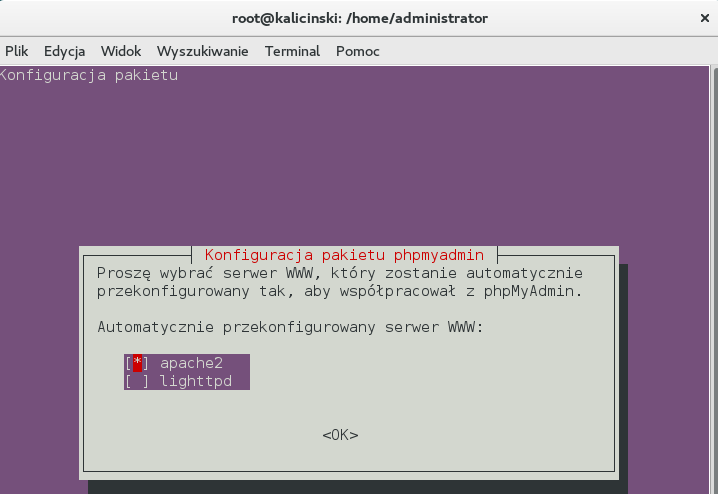 root@kalicinski: /home/administrator
Plik Edycja Widok Wyszukiwanie Terminal Pomoc
Konfiguracja pakietu
Konfiguracja pakietu phpmyadmin
Proszę wybrać serwer WWW, który zostanie automatycznie
przekonfigurowany tak, aby współpracował z phpMyAdmin.
Automatycznie przekonfigurowany serwer WWW:
[*] apache2
[ ] lighttpd
<OK>